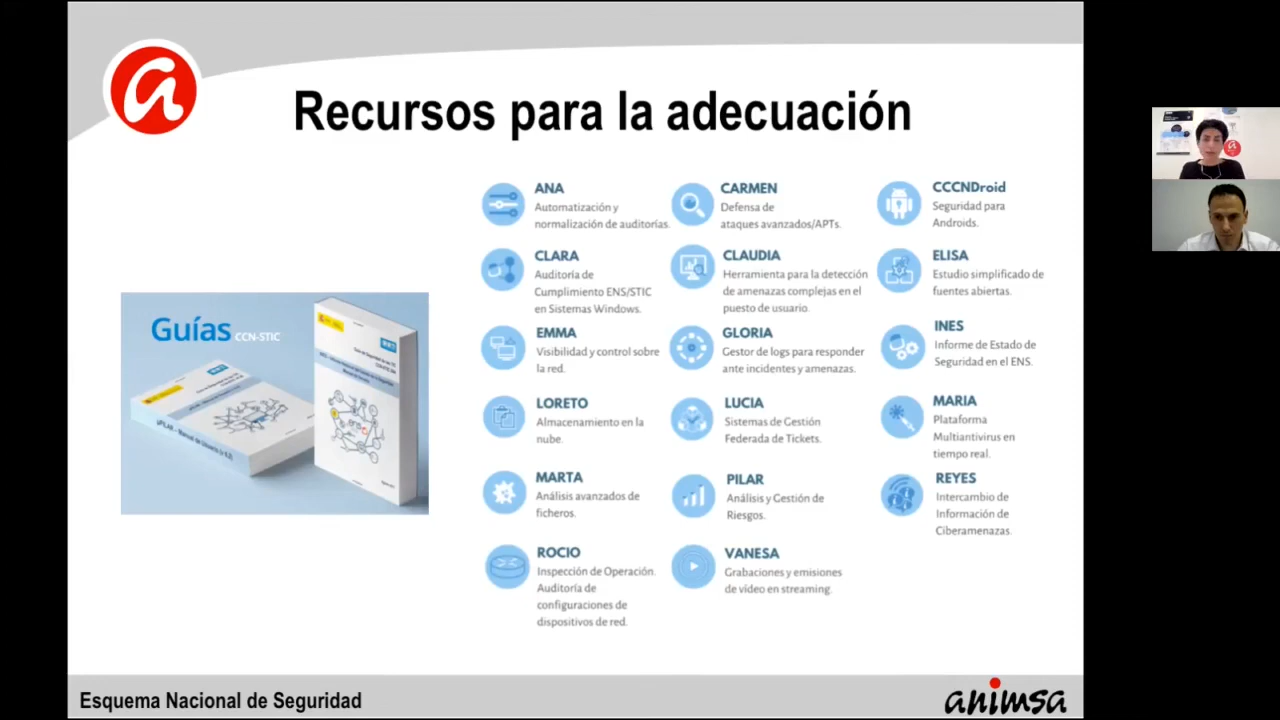 Recursos para la adecuación
Guías CCN-STIC
ANA
Automatización y
normalización de auditorías.
CARMEN
Defensa de
ataques avanzados/APTs.
CCCNDroid
Seguridad para
Androids.
CLARA
Auditoría de
Cumplimiento ENS/STIC
en Sistemas Windows.
CLAUDIA
Herramienta para la detección
de amenazas complejas en el
puesto de usuario.
ELISA
Estudio simplificado de
fuentes abiertas.
EMMA
Visibilidad y control sobre
la red.
GLORIA
Gestor de logs para responder
ante incidentes y amenazas.
INES
Informe de Estado de
Seguridad en el ENS.
LORETO
Almacenamiento en la
nube.
LUCIA
Sistemas de Gestión
Federada de Tickets.
MARIA
Plataforma
Multiantivirus en
tiempo real.
MARTA
Análisis avanzados de
ficheros.
PILAR
Análisis y Gestión de
Riesgos.
REYES
Intercambio de
Información de
Ciberamenazas.
ROCIO
Inspección de Operación.
Auditoría de
configuraciones de
dispositivos de red.
VANESA
Grabaciones y emisiones
de vídeo en streaming.
Esquema Nacional de Seguridad
animsa